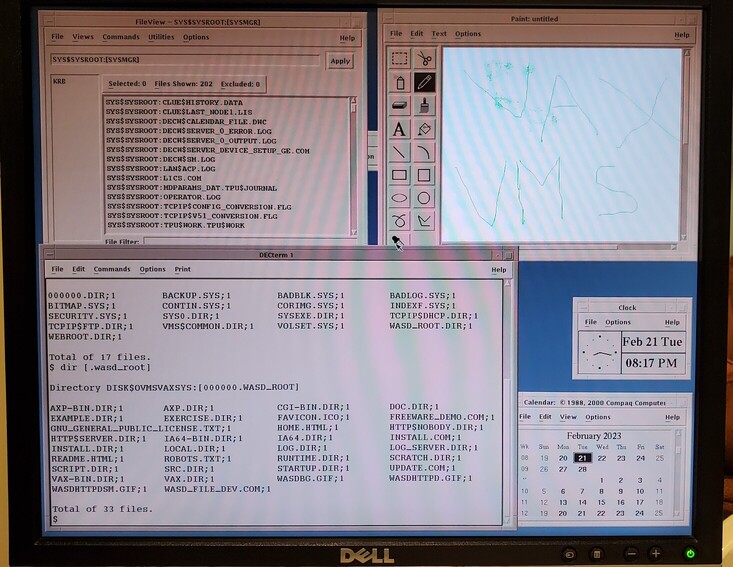 FileView - SYS$SYSROOT:[SYSMGR]
File Views Commands Utilities Options Help
SYS$SYSROOT:[SYSMGR]
Apply
KRB
Selected: 0 Files Shown: 202 Excluded: 0
SYS$SYSROOT:CLUE$HISTORY.DATA
SYS$SYSROOT:CLUE$LAST_NODE1.LIS
SYS$SYSROOT:DECW$CALENDAR_FILE.DWC
SYS$SYSROOT:DECW$SERVER_0_ERROR.LOG
SYS$SYSROOT:DECW$SERVER_0_OUTPUT.LOG
SYS$SYSROOT:DECW$SERVER_DEVICE_SETUP_GE.COM
SYS$SYSROOT:DECW$SM.LOG
SYS$SYSROOT:LAN$ACP.LOG
SYS$SYSROOT:LICS.COM
SYS$SYSROOT:MDPARAMS_DAT.TPU$JOURNAL
SYS$SYSROOT:OPERATOR.LOG
SYS$SYSROOT:TCPIP$CONFIG_CONVERSION.FLG
SYS$SYSROOT:TCPIP$V51_CONVERSION.FLG
SYS$SYSROOT:TPU$WORK.TPU$WORK
File Filter:
Paint: untitled
File Edit Text Options Help
A
VAX
VMS
DECterm 1
File Edit Commands Options Print Help
000000.DIR;1 BACKUP.SYS;1 BADBLK.SYS;1 BADLOG.SYS;1
BITMAP.SYS;1 CONTIN.SYS;1 CORIMG.SYS;1 INDEXF.SYS;1
SECURITY.SYS;1 SYS0.DIR;1 SYSEXE.DIR;1 TCPIP$DHCP.DIR;1
TCPIP$FTP.DIR;1 VMS$COMMON.DIR;1 VOLSET.SYS;1 WASD_ROOT.DIR;1
WEBROOT.DIR;1
Total of 17 files.
$ dir [.wasd_root]
Directory DISK$OVMSVAXSYS:[000000.WASD_ROOT]
AXP-BIN.DIR;1 AXP.DIR;1 CGI-BIN.DIR;1 DOC.DIR;1
EXAMPLE.DIR;1 EXERCISE.DIR;1 FAVICON.ICO;1 FREEWARE_DEMO.COM;1
GNU_GENERAL_PUBLIC_LICENSE.TXT;1 HOME.HTML;1 HTTP$NOBODY.DIR;1
HTTP$SERVER.DIR;1 IA64-BIN.DIR;1 IA64.DIR;1 INSTALL.COM;1
INSTALL.DIR;1 LOCAL.DIR;1 LOG.DIR;1 LOG_SERVER.DIR;1
README.HTML;1 ROBOTS.TXT;1 RUNTIME.DIR;1 SCRATCH.DIR;1
SCRIPT.DIR;1 SRC.DIR;1 STARTUP.DIR;1 UPDATE.COM;1
VAX-BIN.DIR;1 VAX.DIR;1 WASDBG.GIF;1 WASDHTTPD.GIF;1
WASDHTTPDSM.GIF;1 WASD_FILE_DEV.COM;1
Total of 33 files.
$
Clock
File Options Help
Feb 21 Tue
08:17 PM
Calendar: © 1988, 2000 Compaq Computer
File Edit View Options Help
February 2023
Wk Sun Mon Tue Wed Thu Fri Sat
08 19 20 21 22 23 24 25
09 26 27 28
1 2 3 4
10 5 6 7 8 9 10 11
11 12 13 14 15 16 17 18
12 19 20 21 22 23 24 25
DELL